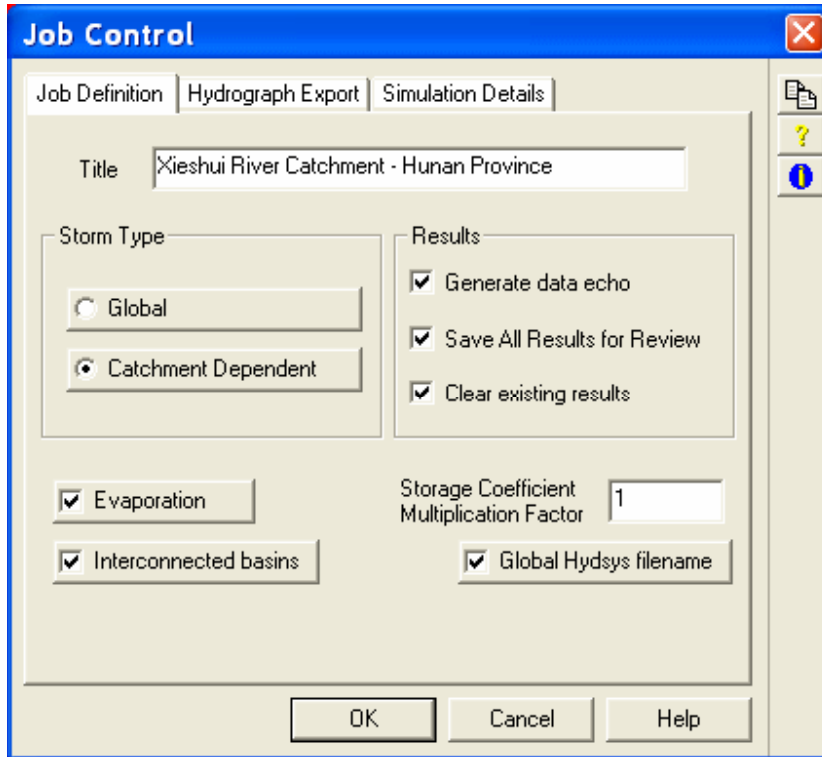 Job Control
Job Definition
Hydrograph Export
Simulation Details
Title
Xieshui River Catchment - Hunan Province
Storm Type
Global
Catchment Dependent
Results
Generate data echo
Save All Results for Review
Clear existing results
Evaporation
Interconnected basins
Storage Coefficient
Multiplication Factor
1
Global Hydsys filename
OK
Cancel
Help